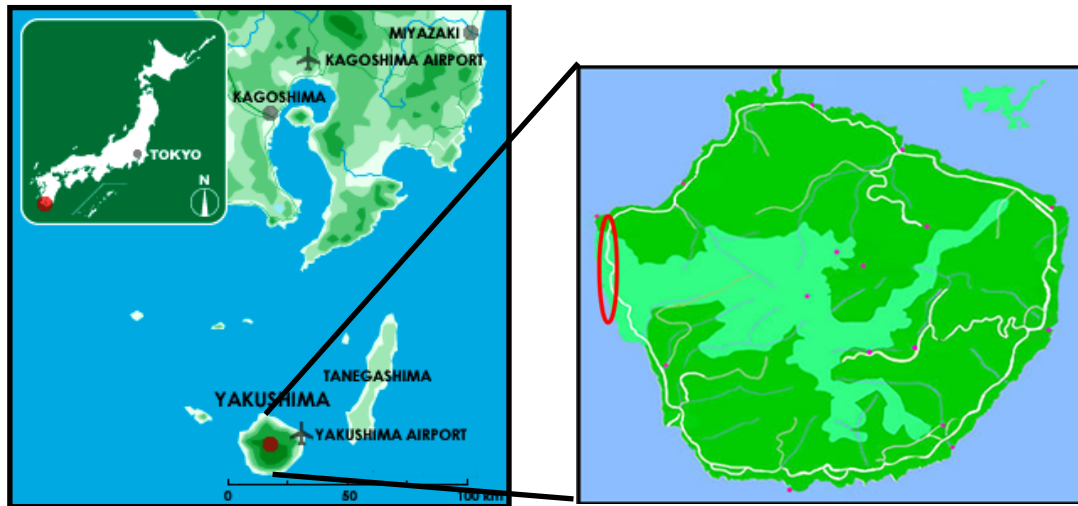 MIYAZAKI
KAGOSHIMA AIRPORT
KAGOSHIMA
TOKYO
N
TANEGASHIMA
YAKUSHIMA
YAKUSHIMA AIRPORT
0 50 100 km